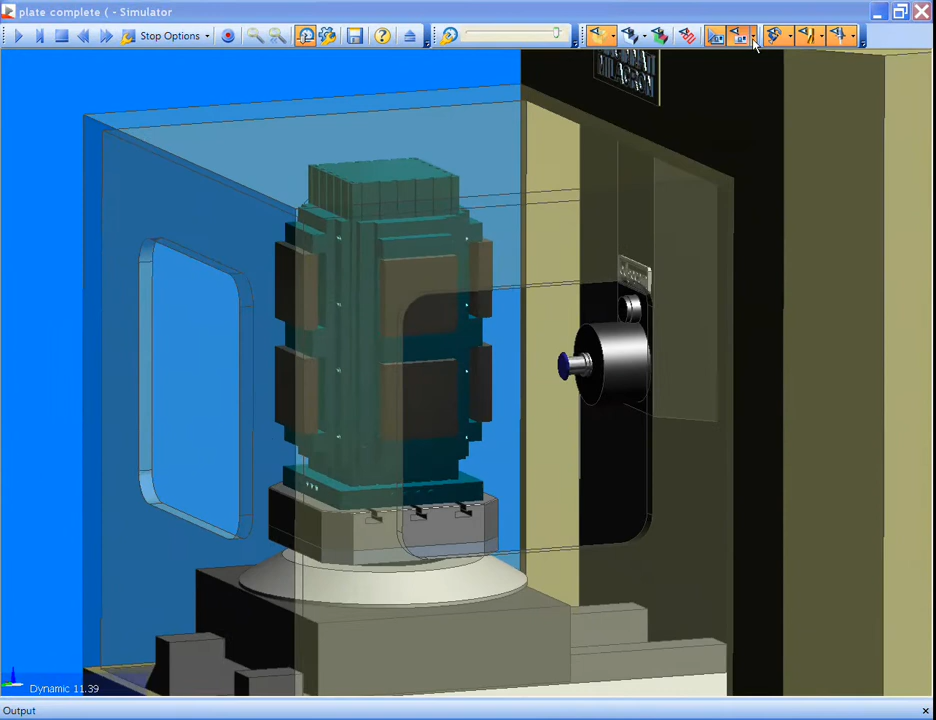 plate complete ( - Simulator
Stop Options
Dynamic 11.39
Output